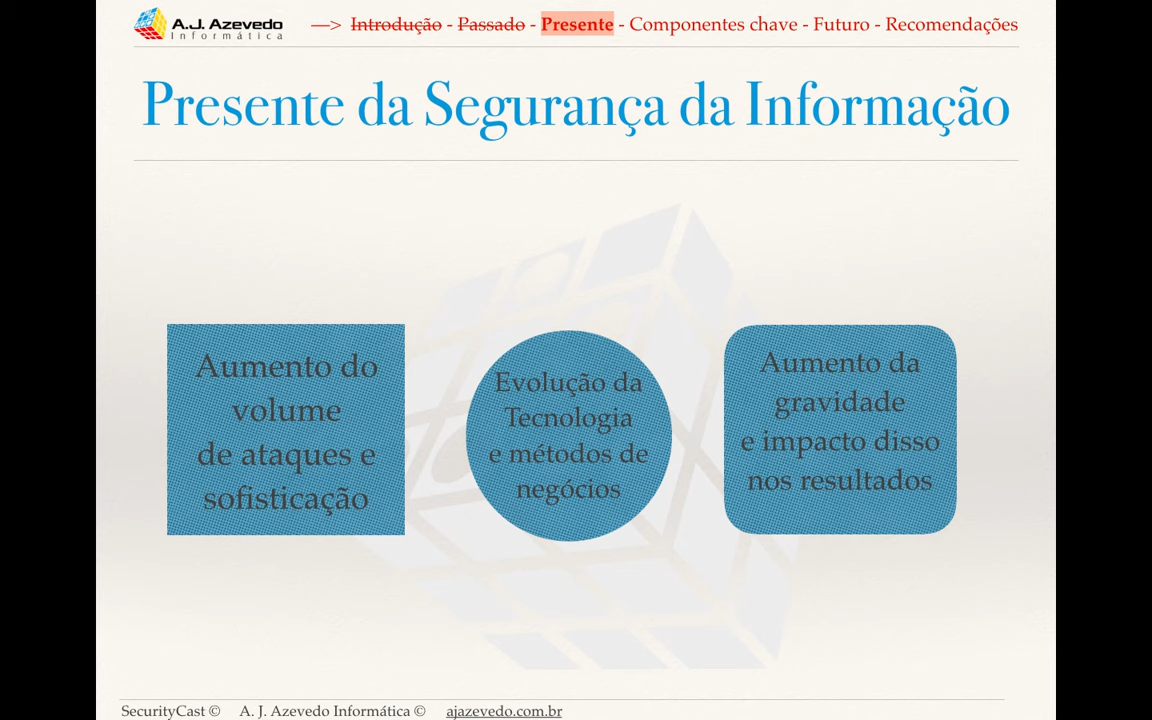 A.J. Azevedo
Informática
—> Introdução - Passado - Presente - Componentes chave - Futuro - Recomendações
Presente da Segurança da Informação
Aumento do
volume
de ataques e
sofisticação
Evolução da
Tecnologia
e métodos de
negócios
Aumento da
gravidade
e impacto disso
nos resultados
SecurityCast © A. J. Azevedo Informática © ajazevedo.com.br